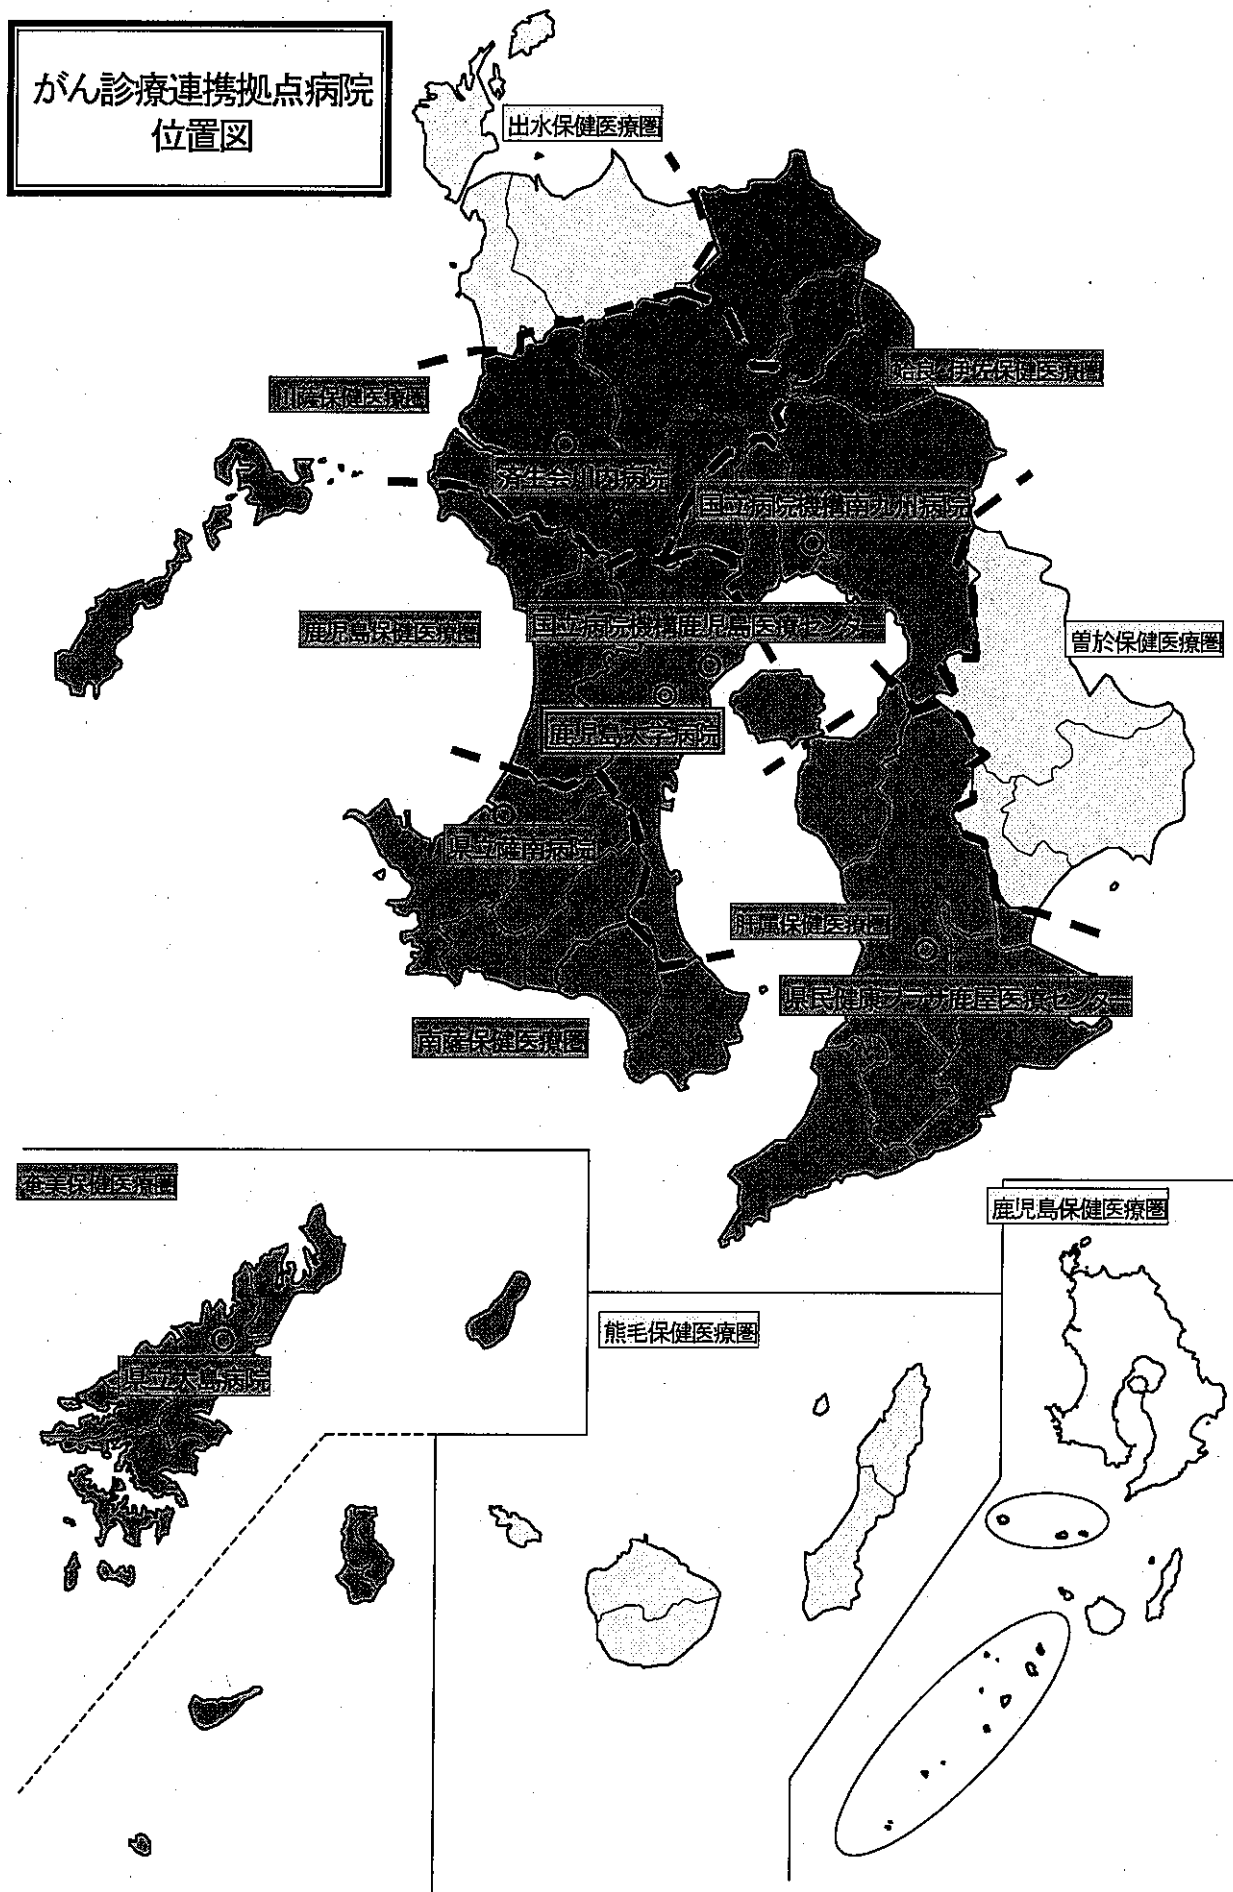 がん診療連携拠点病院
位置図
出水保健医療圏
姶良・伊佐保健医療圏
川薩保健医療圏
済生会川内病院
国立病院機構南九州病院
鹿児島保健医療圏
国立病院機構鹿児島医療センター
曽於保健医療圏
鹿児島大学病院
県立薩南病院
肝属保健医療圏
県民健康プラザ鹿屋医療センター
南薩保健医療圏
奄美保健医療圏
鹿児島保健医療圏
熊毛保健医療圏
県立大島病院